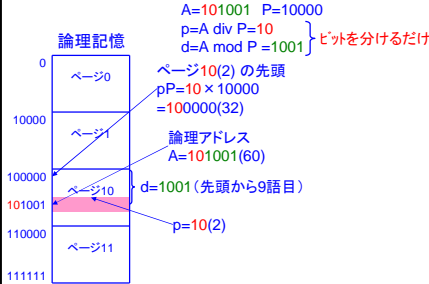 A=101001 P=10000
p=A div P=10
d=A mod P =1001
ビットを分けるだけ
論理記憶
0
ページ0
ページ10(2) の先頭
pP=10×10000
=100000(32)
10000
ページ1
論理アドレス
A=101001(60)
100000
ページ10
d=1001(先頭から9語目)
101001
p=10(2)
110000
ページ11
111111